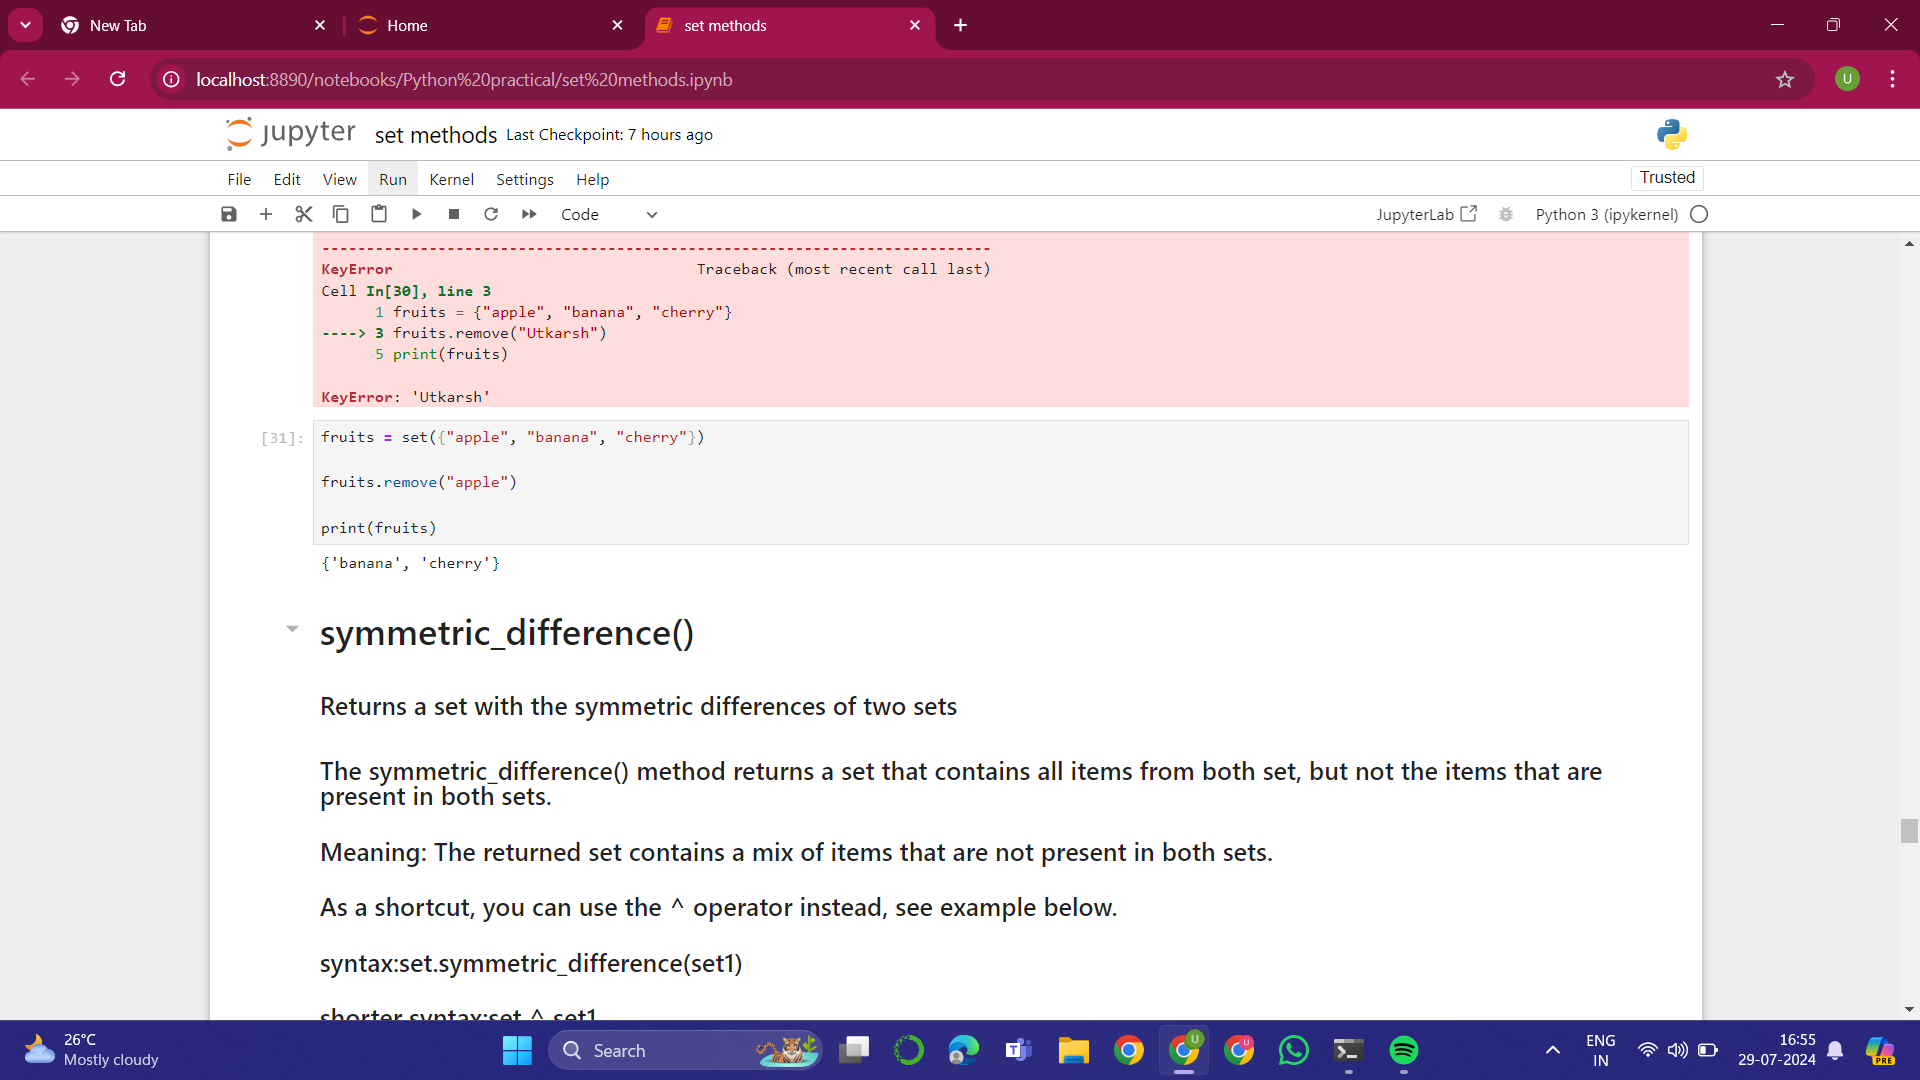 New Tab
Home
set methods
localhost:8890/notebooks/Python%20practical/set%20methods.ipynb
U
jupyter set methods Last Checkpoint: 7 hours ago
File Edit View Run Kernel Settings Help
Trusted
Code
JupyterLab
Python 3 (ipykernel)
---------------------------------------------------------------------------
KeyError Traceback (most recent call last)
Cell In[30], line 3
1 fruits = {"apple", "banana", "cherry"}
----> 3 fruits.remove("Utkarsh")
5 print(fruits)
KeyError: 'Utkarsh'
[31]: fruits = set({"apple", "banana", "cherry"})
fruits.remove("apple")
print(fruits)
{'banana', 'cherry'}
symmetric_difference()
Returns a set with the symmetric differences of two sets
The symmetric_difference() method returns a set that contains all items from both set, but not the items that are
present in both sets.
Meaning: The returned set contains a mix of items that are not present in both sets.
As a shortcut, you can use the ^ operator instead, see example below.
syntax:set.symmetric_difference(set1)
shorter syntax:set ^ set1
26°C
Mostly cloudy
Search
U
U
ENG
IN
16:55
29-07-2024
PRE